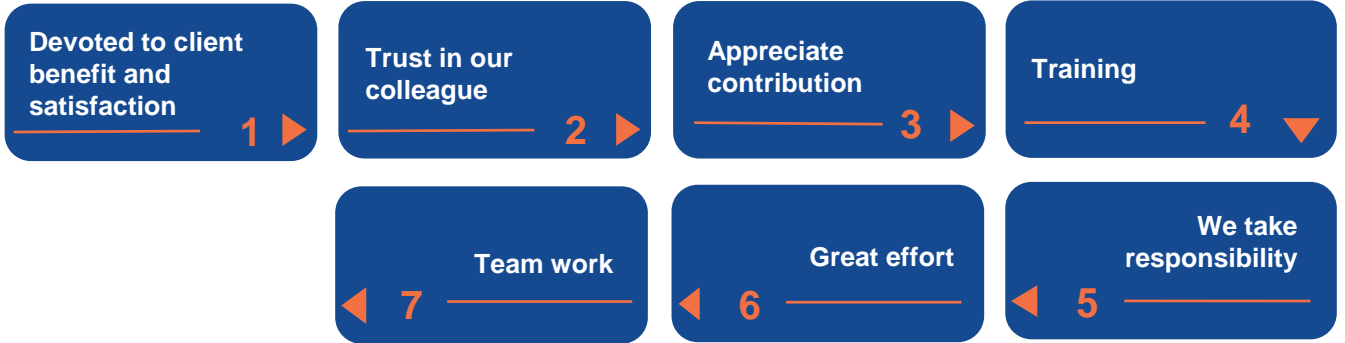 Devoted to client
benefit and
satisfaction
1
Trust in our
colleague
2
Appreciate
contribution
3
Training
4
We take
responsibility
5
Great effort
6
Team work
7